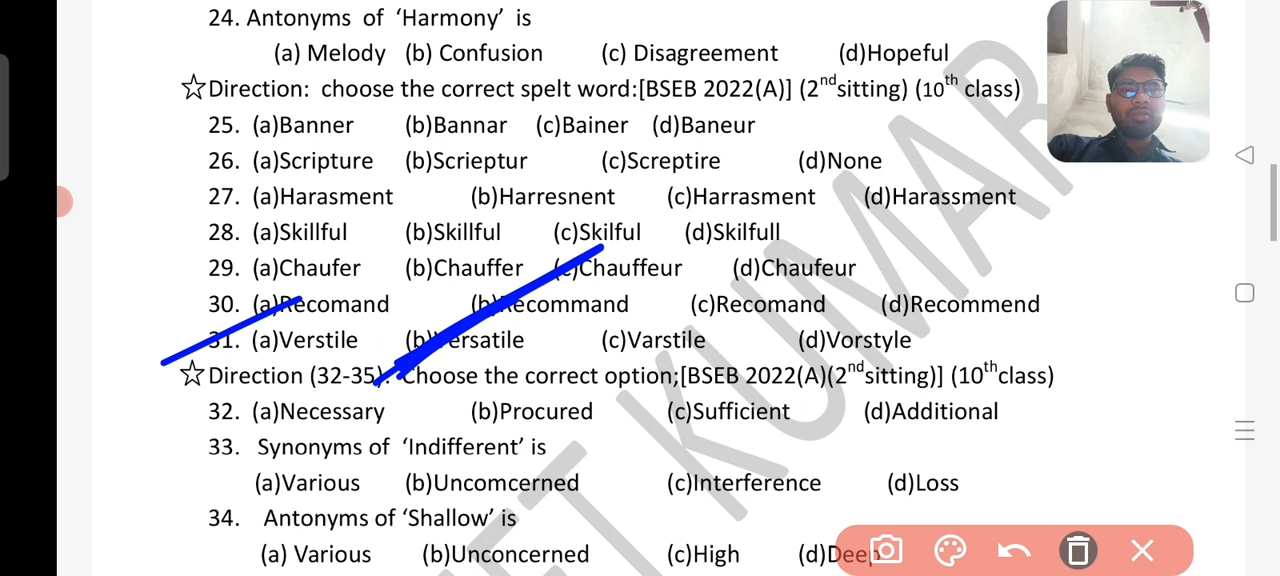 24. Antonyms of ‘Harmony’ is
(a) Melody (b) Confusion (c) Disagreement (d)Hopeful
☆Direction: choose the correct spelt word:[BSEB 2022(A)] (2nd sitting) (10th class)
25. (a)Banner (b)Bannar (c)Bainer (d)Baneur
26. (a)Scripture (b)Scrieptur (c)Screptire (d)None
27. (a)Harasment (b)Harresnent (c)Harrasment (d)Harassment
28. (a)Skillful (b)Skillful (c)Skilful (d)Skilfull
29. (a)Chaufer (b)Chauffer (c)Chauffeur (d)Chaufeur
30. (a)Recomand (b)Recommand (c)Recomand (d)Recommend
31. (a)Verstile (b)Versatile (c)Varstile (d)Vorstyle
☆Direction (32-35): Choose the correct option;[BSEB 2022(A)(2nd sitting)] (10th class)
32. (a)Necessary (b)Procured (c)Sufficient (d)Additional
33. Synonyms of ‘Indifferent’ is
(a)Various (b)Uncomcerned (c)Interference (d)Loss
34. Antonyms of ‘Shallow’ is
(a) Various (b)Unconcerned (c)High (d)Deep
KUMAR